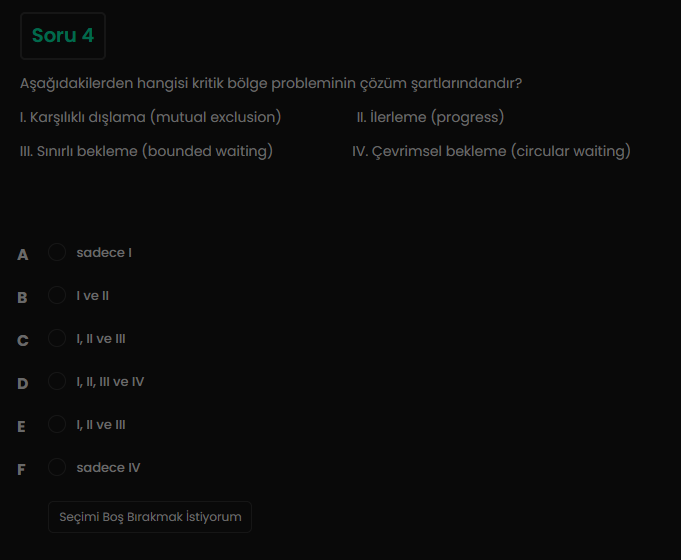 Soru 4
Aşağıdakilerden hangisi kritik bölge probleminin çözüm şartlarındandır?
I. Karşılıklı dışlama (mutual exclusion) II. İlerleme (progress)
III. Sınırlı bekleme (bounded waiting) IV. Çevrimsel bekleme (circular waiting)
A sadece I
B I ve II
C I, II ve III
D I, II, III ve IV
E I, II ve III
F sadece IV
Seçimi Boş Bırakmak İstiyorum